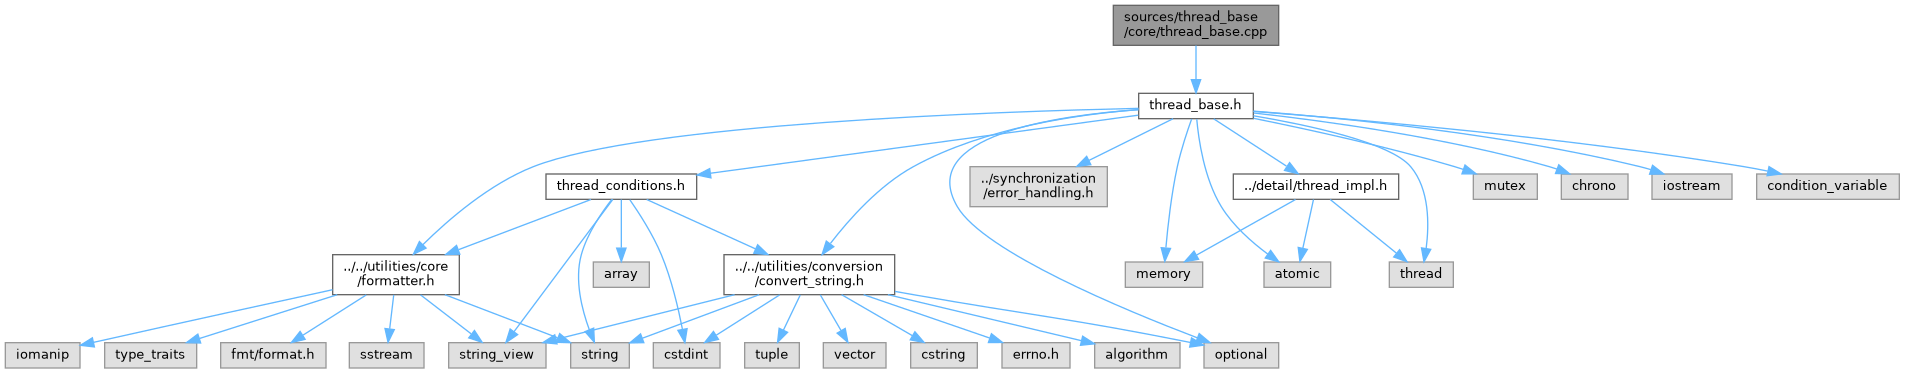 sources/thread_base
/core/thread_base.cpp
thread_base.h
thread_conditions.h
../synchronization
/error_handling.h
../detail/thread_impl.h
mutex
chrono
iostream
condition_variable
../../utilities/core
/formatter.h
array
../../utilities/conversion
/convert_string.h
memory
atomic
thread
iomanip
type_traits
fmt/format.h
sstream
string_view
string
cstdint
tuple
vector
cstring
errno.h
algorithm
optional